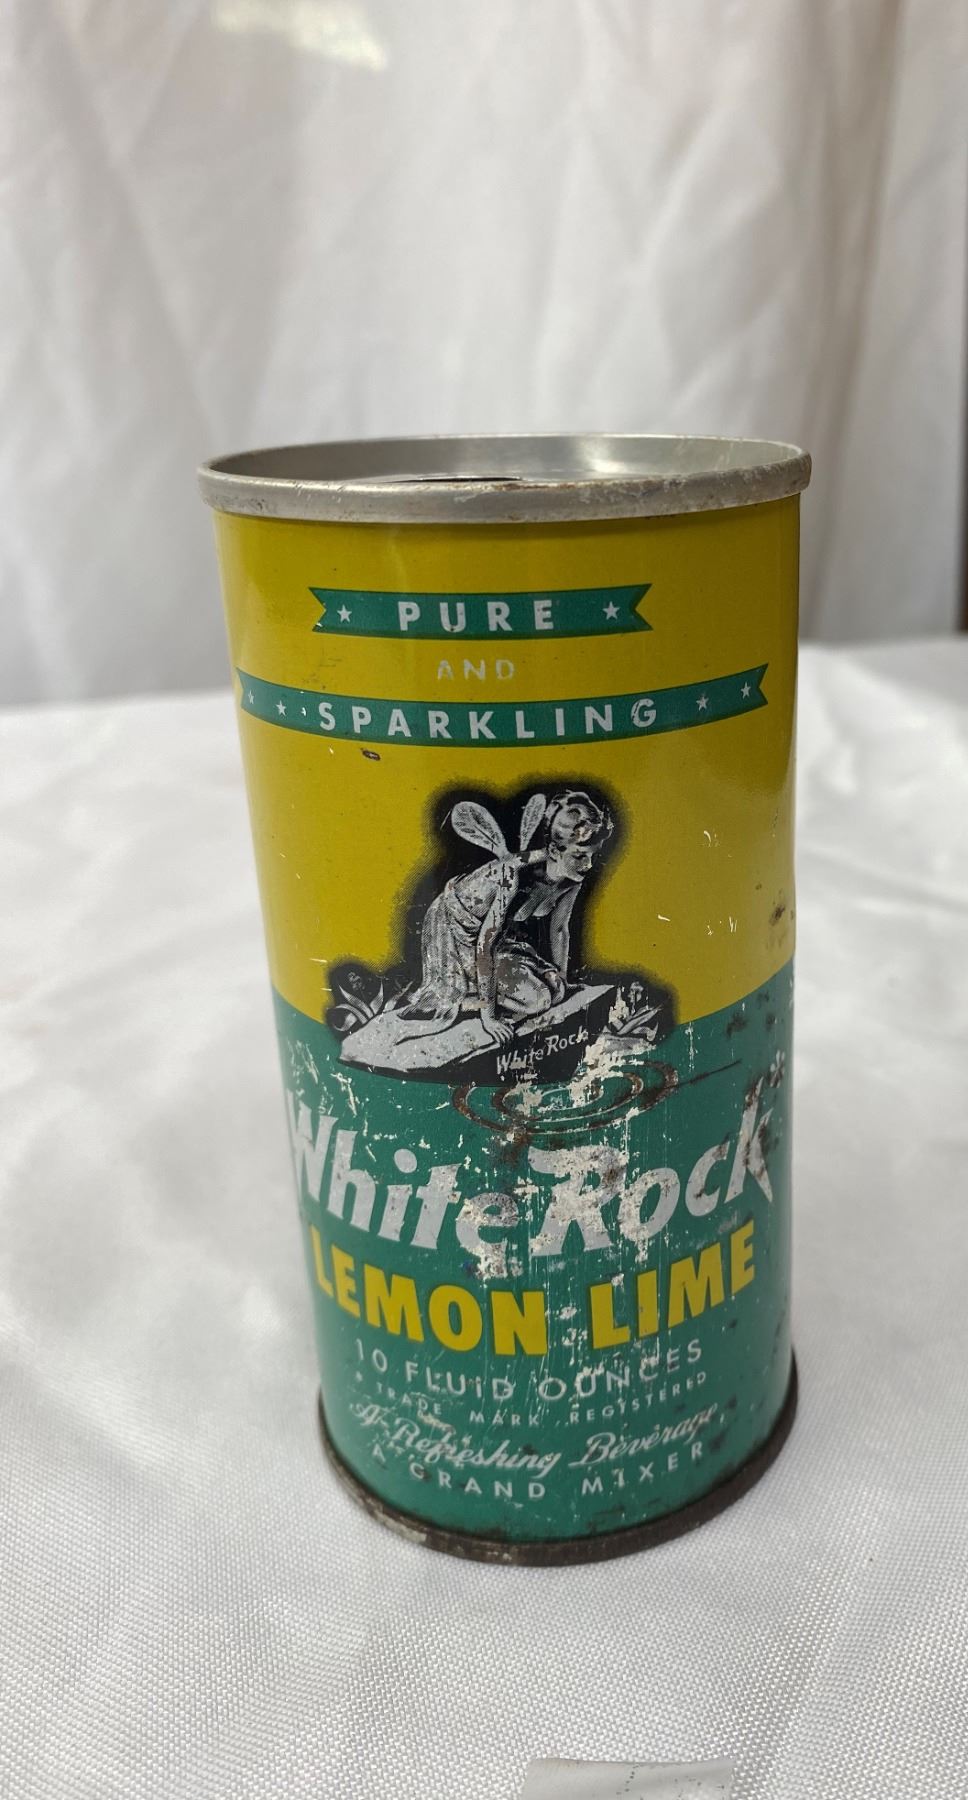 PURE
AND
SPARKLING
White Rock
White Rock*
LEMON LIME
10 FLUID OUNCES
* TRADE MARK REGISTERED
A Refreshing Beverage,
A GRAND MIXER